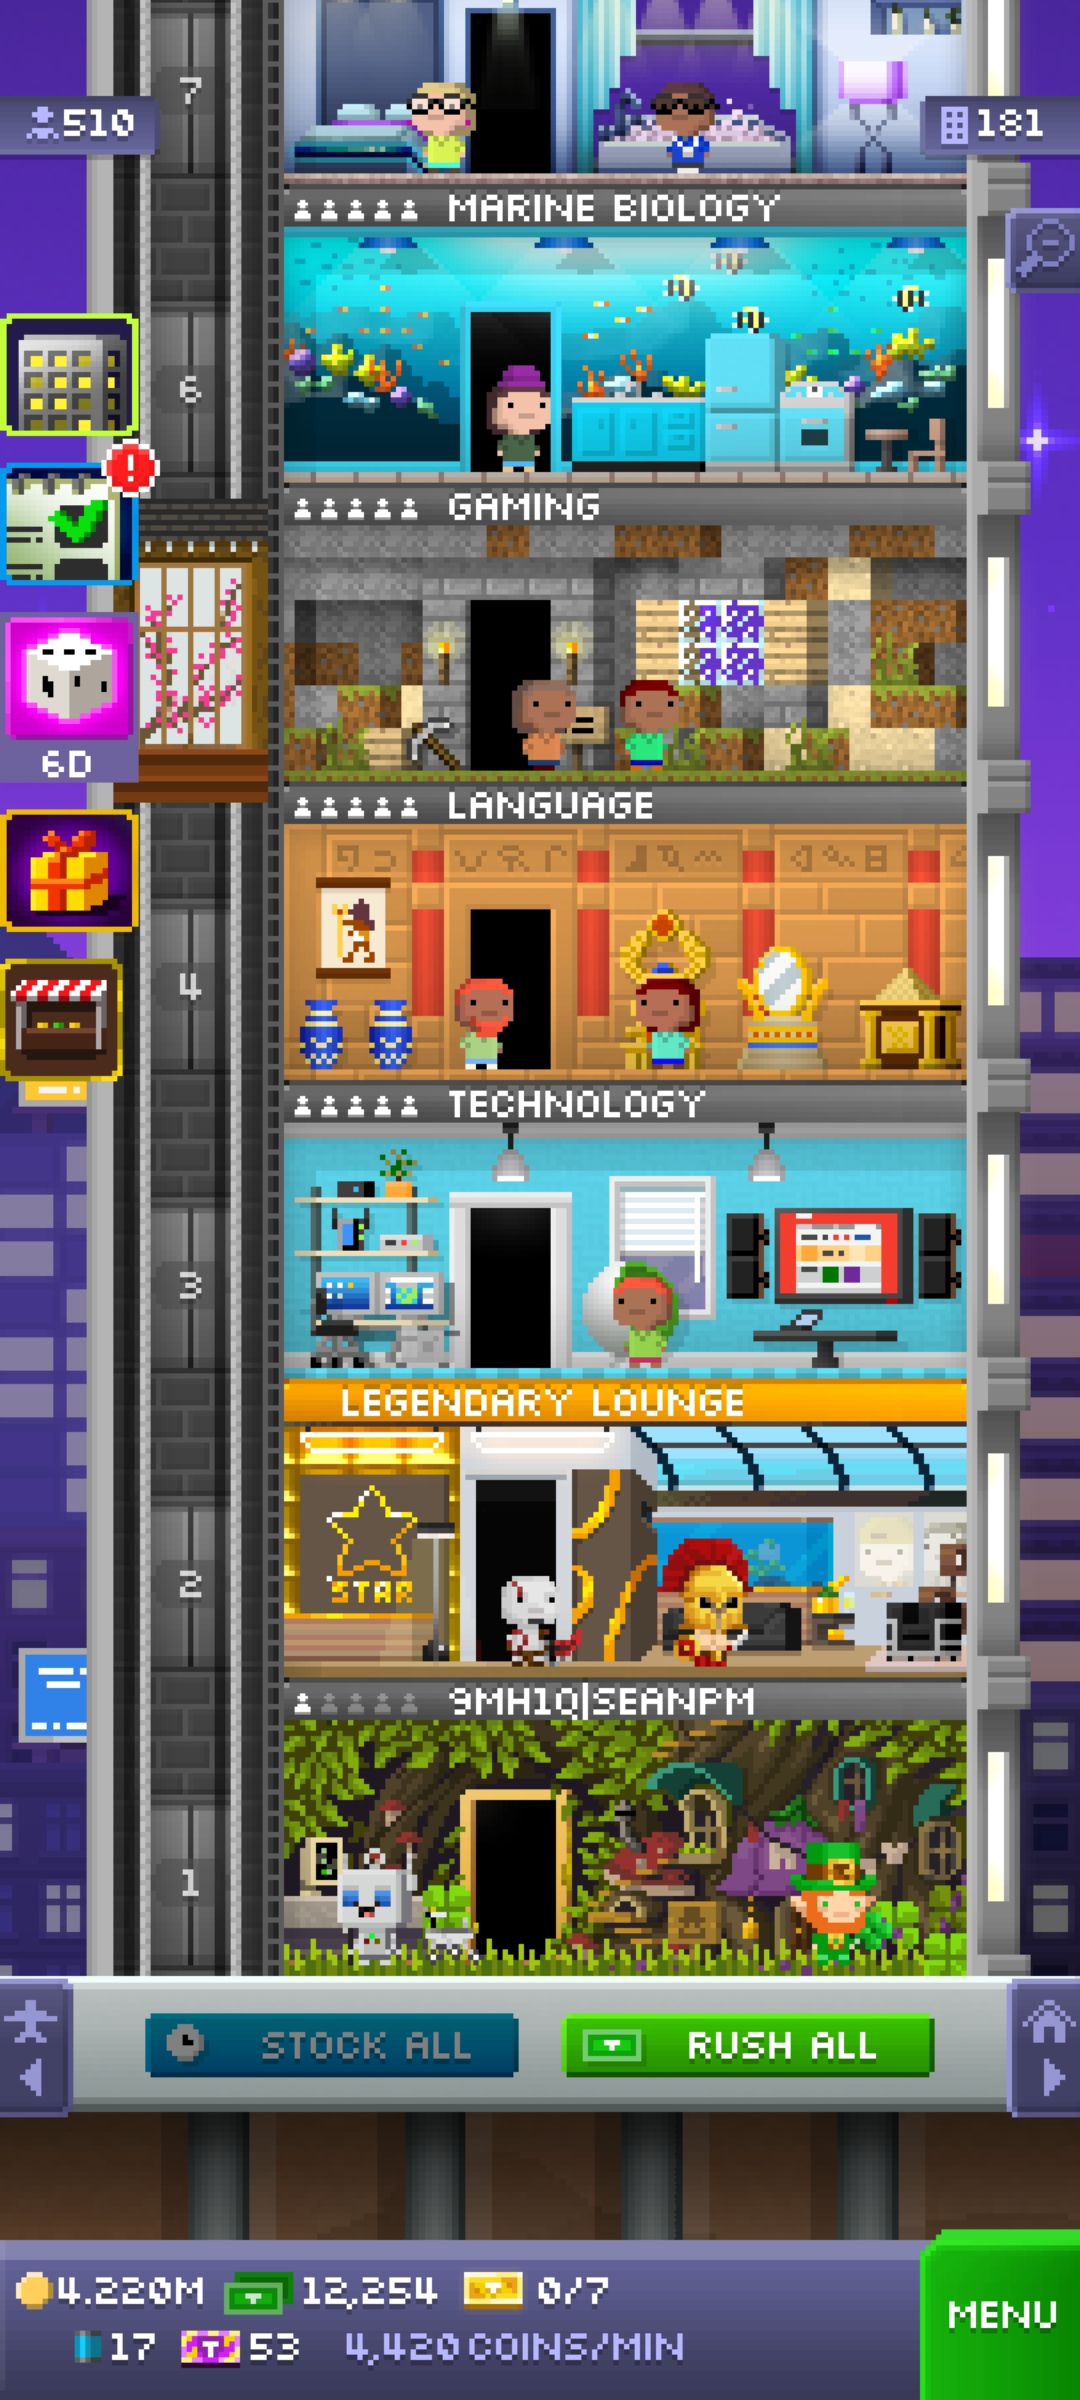 7
510
181
MARINE BIOLOGY
6
GAMING
6D
LANGUAGE
4
TECHNOLOGY
3
LEGENDARY LOUNGE
STAR
2
9MH1Q|SEANPM
1
STOCK ALL
RUSH ALL
4.220M 12,254 0/7
17 53 4,420 COINS/MIN
MENU